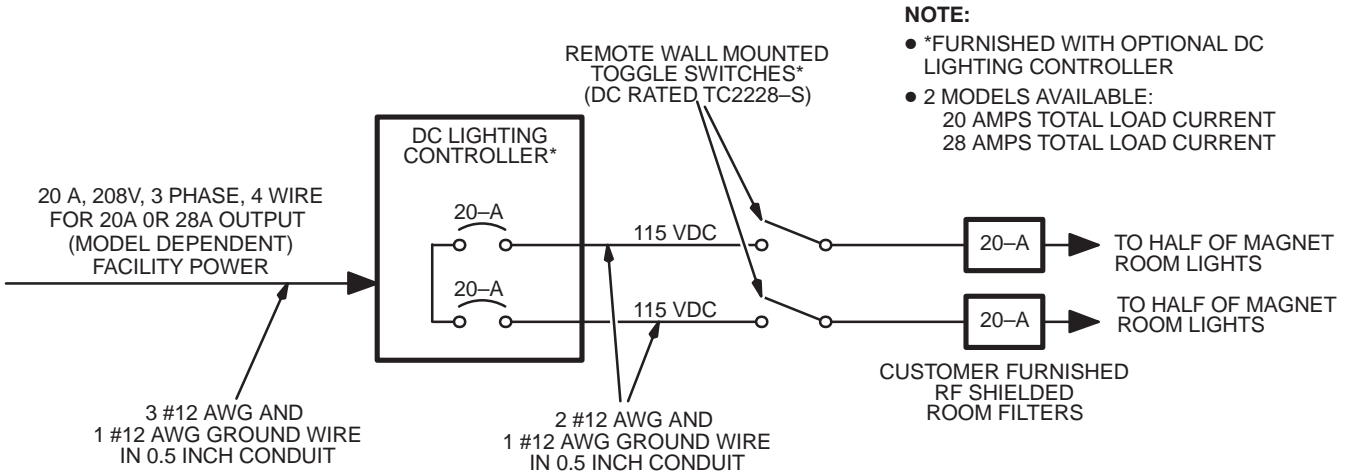 NOTE:
● *FURNISHED WITH OPTIONAL DC
LIGHTING CONTROLLER
● 2 MODELS AVAILABLE:
20 AMPS TOTAL LOAD CURRENT
28 AMPS TOTAL LOAD CURRENT
REMOTE WALL MOUNTED
TOGGLE SWITCHES*
(DC RATED TC2228–S)
DC LIGHTING
CONTROLLER*
20 A, 208V, 3 PHASE, 4 WIRE
FOR 20A 0R 28A OUTPUT
(MODEL DEPENDENT)
FACILITY POWER
20–A
115 VDC
20–A
TO HALF OF MAGNET
ROOM LIGHTS
20–A
115 VDC
20–A
TO HALF OF MAGNET
ROOM LIGHTS
CUSTOMER FURNISHED
RF SHIELDED
ROOM FILTERS
3 #12 AWG AND
1 #12 AWG GROUND WIRE
IN 0.5 INCH CONDUIT
2 #12 AWG AND
1 #12 AWG GROUND WIRE
IN 0.5 INCH CONDUIT